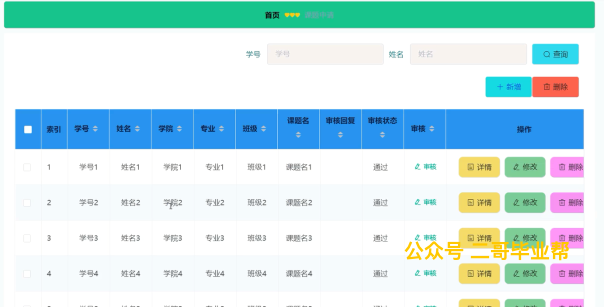 首页
学号 学号 姓名 姓名 查询
新增 删除
索引 学号 姓名 学院 专业 班级 课题名 审核回复 审核状态 审核 操作
1 学号1 姓名1 学院1 专业1 班级1 课题名1 通过 审核 详情 修改 删除
2 学号2 姓名2 学院2 专业2 班级2 课题名2 通过 审核 详情 修改 删除
3 学号3 姓名3 学院3 专业3 班级3 课题名3 通过 审核 详情 修改 删除
公众号 二哥毕业帮
4 学号4 姓名4 学院4 专业4 班级4 课题名4 通过 审核 详情 修改 删除